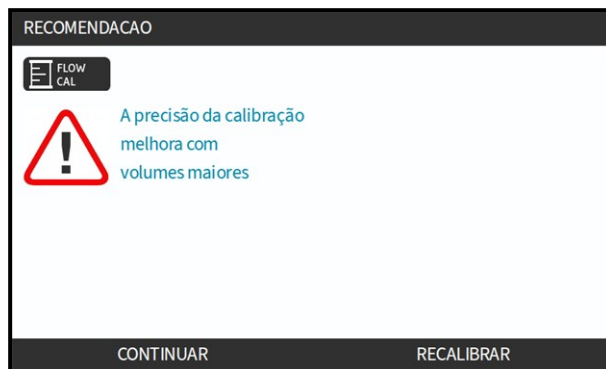 RECOMENDACAO
FLOW
CAL
A precisão da calibração
melhora com
volumes maiores
CONTINUAR
RECALIBRAR